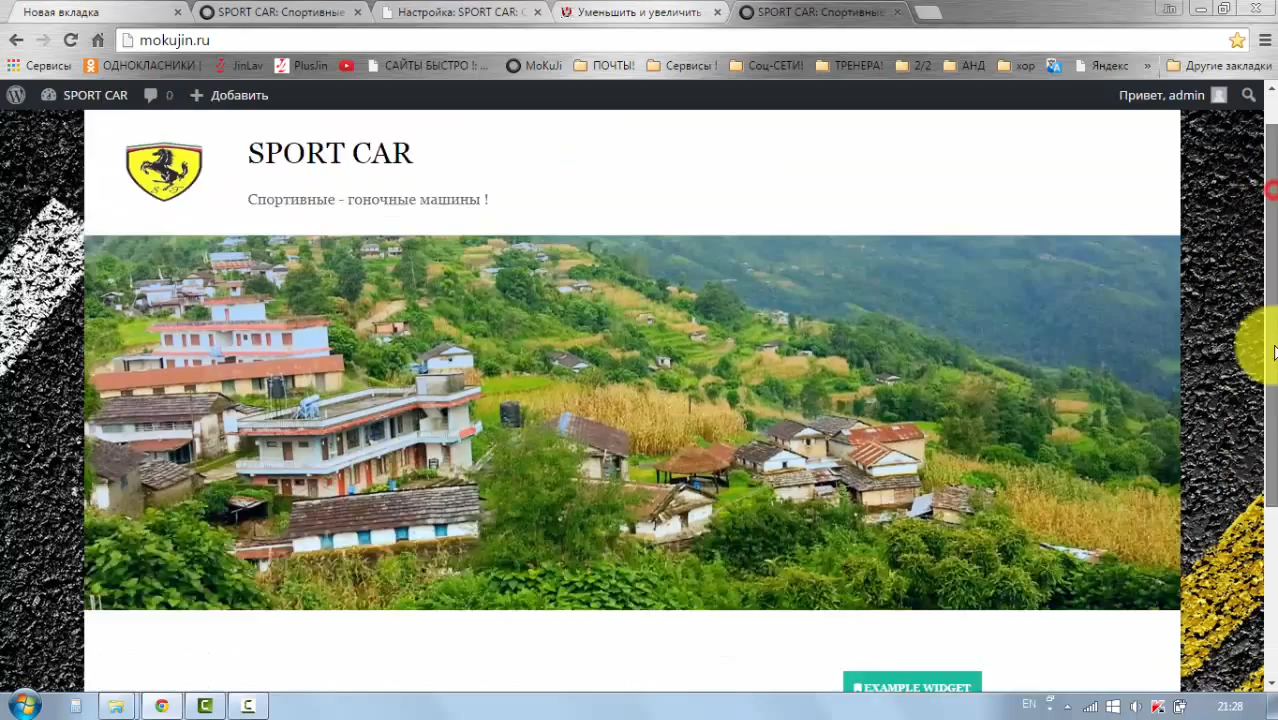 Новая вкладка
SPORT CAR: Спортивные
Настройка: SPORT CAR: С
Уменьшить и увеличить
SPORT CAR: Спортивные
mokujin.ru
Сервисы
ОДНОКЛАСНИКИ
JinLav
PlusJin
САЙТЫ БЫСТРО !: ...
MoKuJi
ПОЧТЫ!
Сервисы !
Соц-СЕТИ!
ТРЕНЕРА!
2/2
АНД
хор
Яндекс
»
Другие закладки
SPORT CAR
0
Добавить
Привет, admin
S F
SPORT CAR
Спортивные - гоночные машины !
EXAMPLE WIDGET
EN
21:28